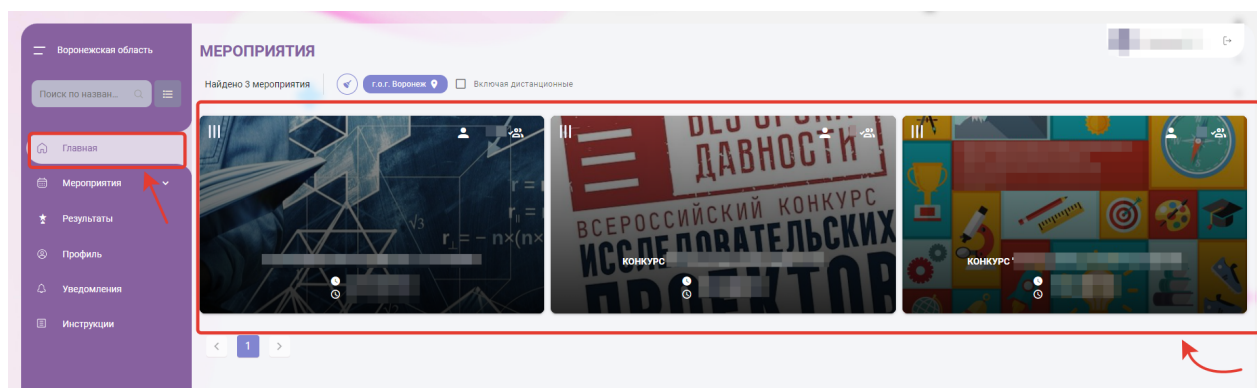 Воронежская область
МЕРОПРИЯТИЯ
Найдено 3 мероприятия
г.о.г. Воронеж
Включая дистанционные
Поиск по назван...
Главная
Мероприятия
Результаты
Профиль
Уведомления
Инструкции
√3
r = r
r⊥ = – n×(n×
БЕЗ СРОКА
ДАВНОСТИ
ВСЕРОССИЙСКИЙ КОНКУРС
ИССЛЕДОВАТЕЛЬСКИХ
ПРОЕКТОВ
КОНКУРС
КОНКУРС "
1